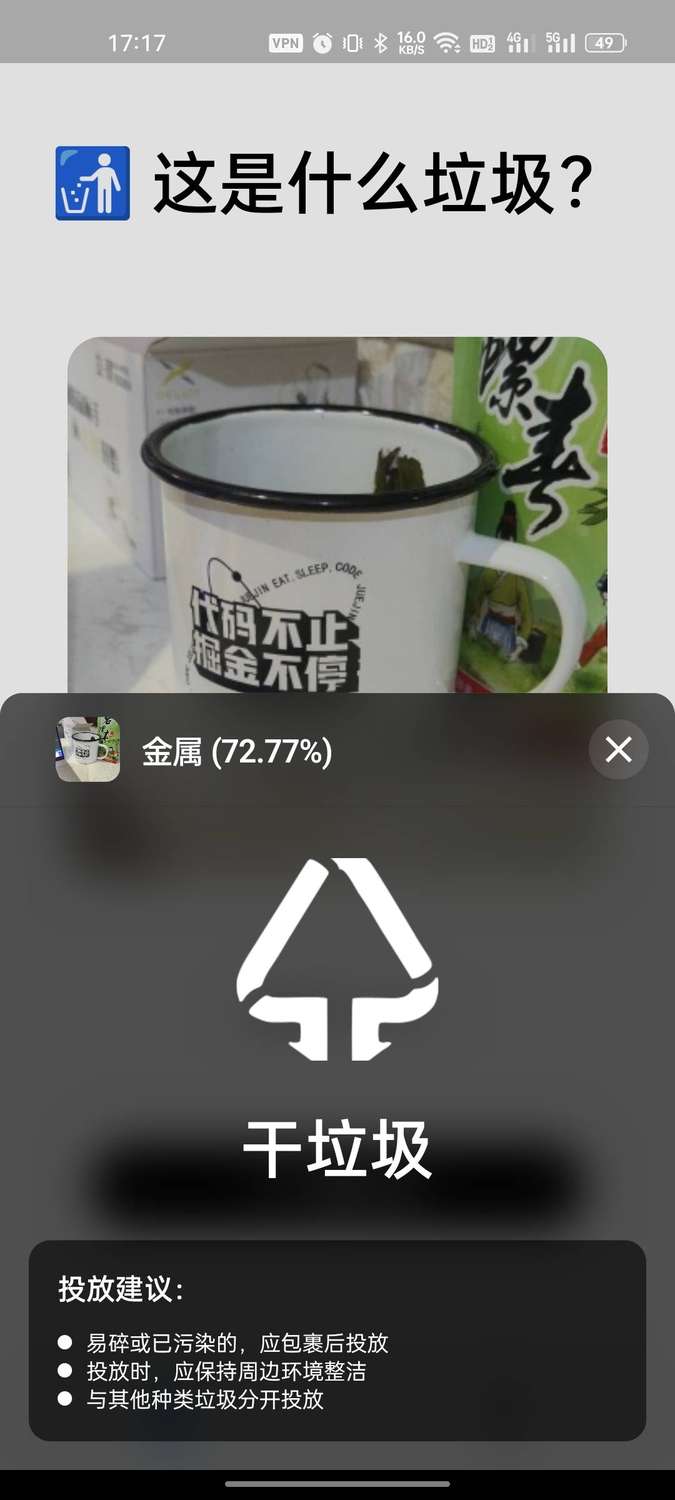 17:17
VPN
16.0
KB/S
HD
4G
5G
49
这是什么垃圾?
螺春
JUEJIN EAT. SLEEP. CODE JUEJIN
代码不止
掘金不停
金属 (72.77%)
干垃圾
投放建议：
易碎或已污染的，应包裹后投放
投放时，应保持周边环境整洁
与其他种类垃圾分开投放